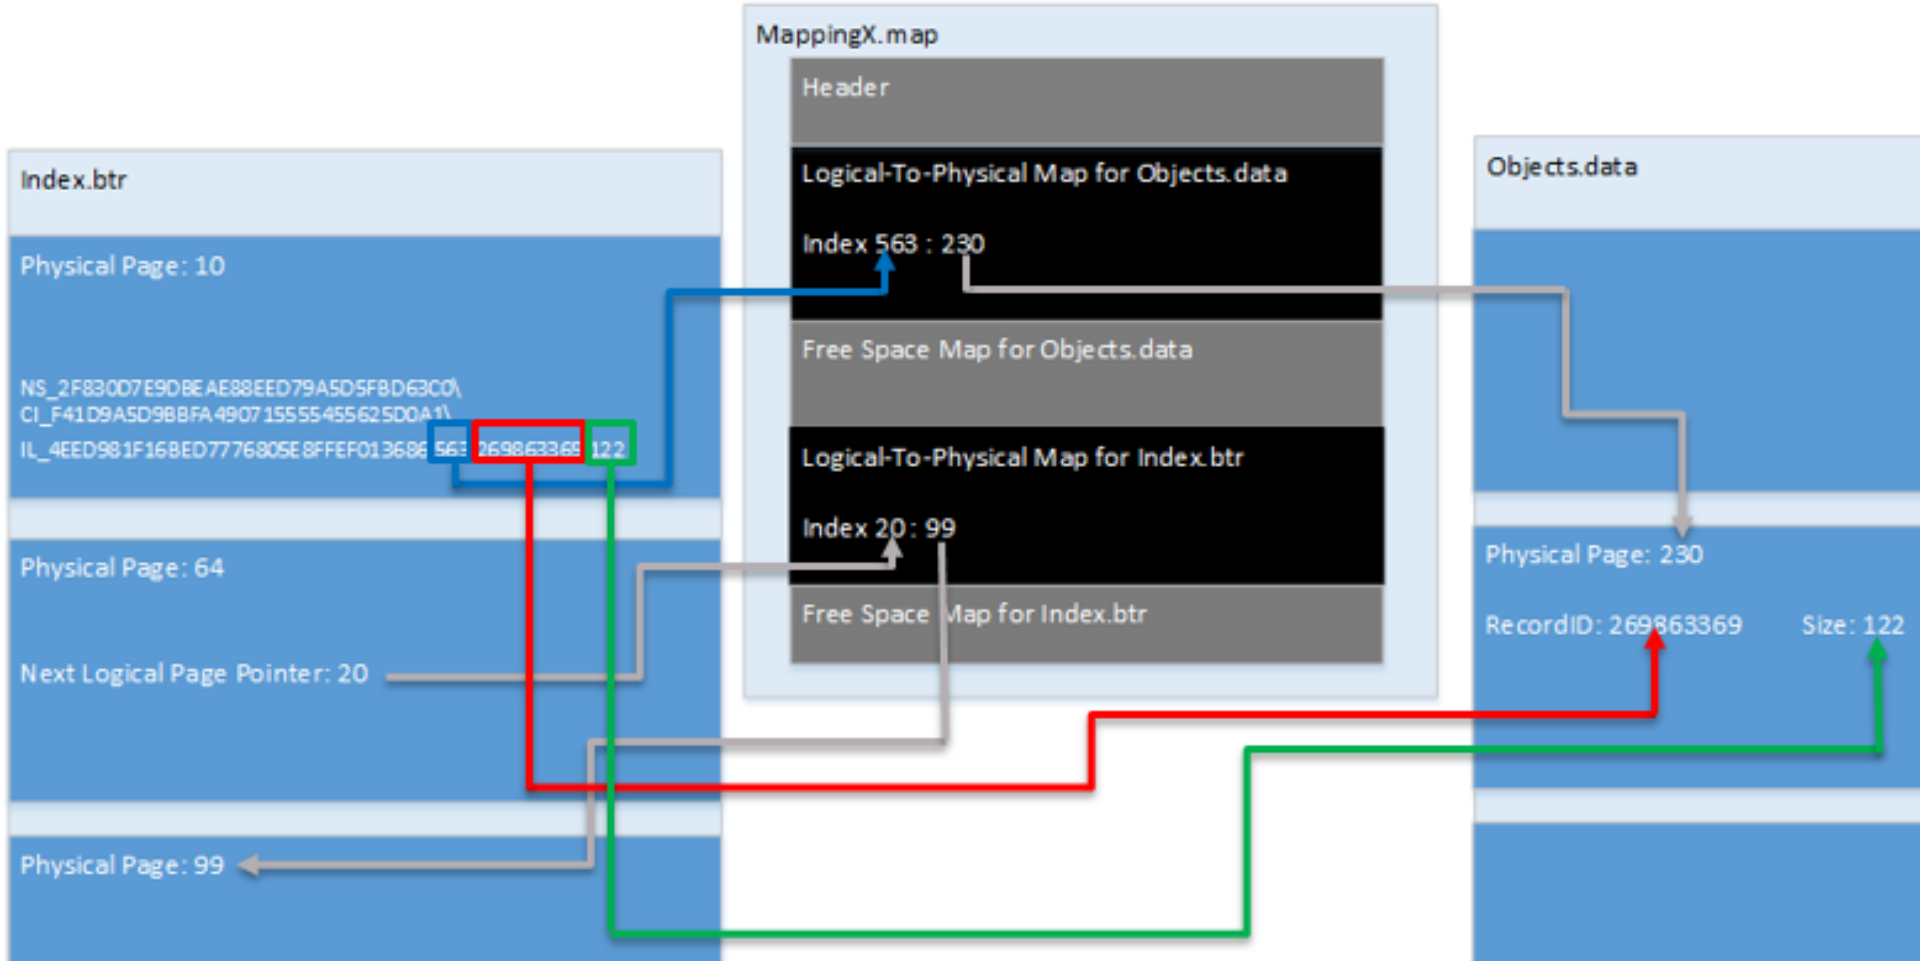 Index.btr
Physical Page: 10
NS_2F830D7E9DBEAE88EED79A5D5FBD63C0\
CI_F41D9A5D9BBFA4907155554556 25D0A1\
IL_4EED981F16BED7776805E8FFEF013686.563.269863369.122
Physical Page: 64
Next Logical Page Pointer: 20
Physical Page: 99
MappingX.map
Header
Logical-To-Physical Map for Objects.data
Index 563 : 230
Free Space Map for Objects.data
Logical-To-Physical Map for Index.btr
Index 20 : 99
Free Space Map for Index.btr
Objects.data
Physical Page: 230
RecordID: 269863369 Size: 122